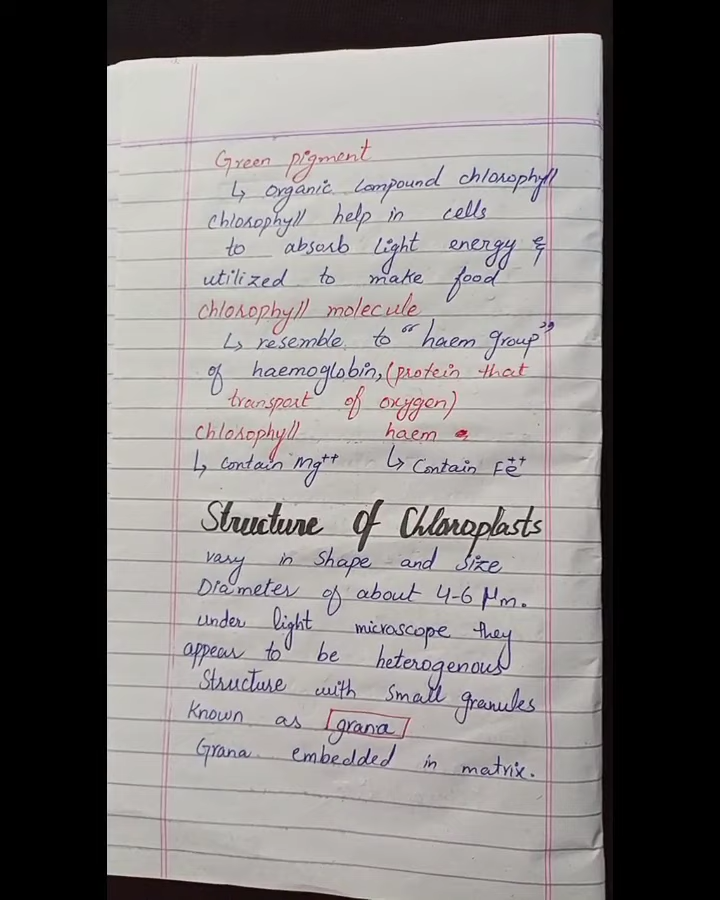 Green pigment
↳ organic compound chlorophyll
chlorophyll help in cells
to absorb light energy &
utilized to make food
chlorophyll molecule
↳ resemble to "haem group"
of haemoglobin, (protein that
transport of oxygen)
chlorophyll haem
↳ contain Mg++ ↳ Contain Fe++
Structure of Chloroplasts
vary in shape and size
Diameter of about 4-6 μm.
under light microscope they
appear to be heterogenous
Structure with small granules
Known as grana
Grana embedded in matrix.